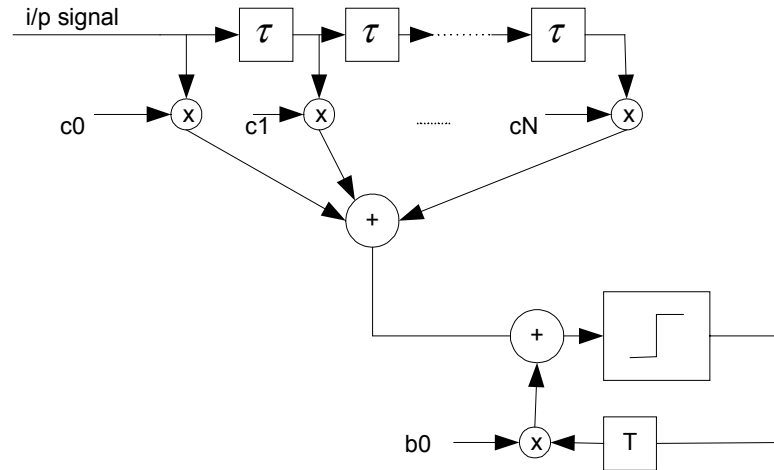 i/p signal
τ τ ........ τ
x x x
c0 c1 ........ cN
+
+
b0 x T